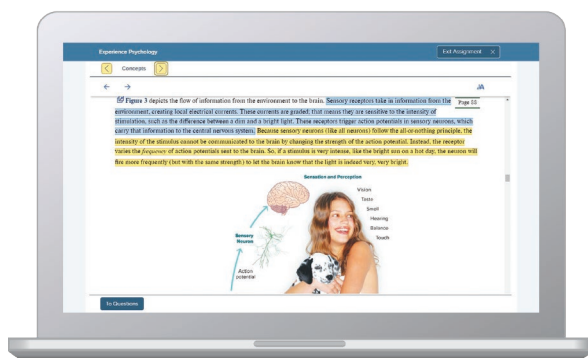 Experience Psychology
Exit Assignment X
Concepts
Figure 3 depicts the flow of information from the environment to the brain. Sensory receptors take in information from the
Page 88
environment, creating local electrical currents. These currents are graded; that means they are sensitive to the intensity of
stimulation, such as the difference between a dim and a bright light. These receptors trigger action potentials in sensory neurons, which
carry that information to the central nervous system. Because sensory neurons (like all neurons) follow the all-or-nothing principle, the
intensity of the stimulus cannot be communicated to the brain by changing the strength of the action potential. Instead, the receptor
varies the frequency of action potentials sent to the brain. So, if a stimulus is very intense, like the bright sun on a hot day, the neuron will
fire more frequently (but with the same strength) to let the brain know that the light is indeed very, very bright.
Sensation and Perception
Vision
Taste
Smell
Hearing
Balance
Touch
Sensory
Neuron
Action
potential
To Questions